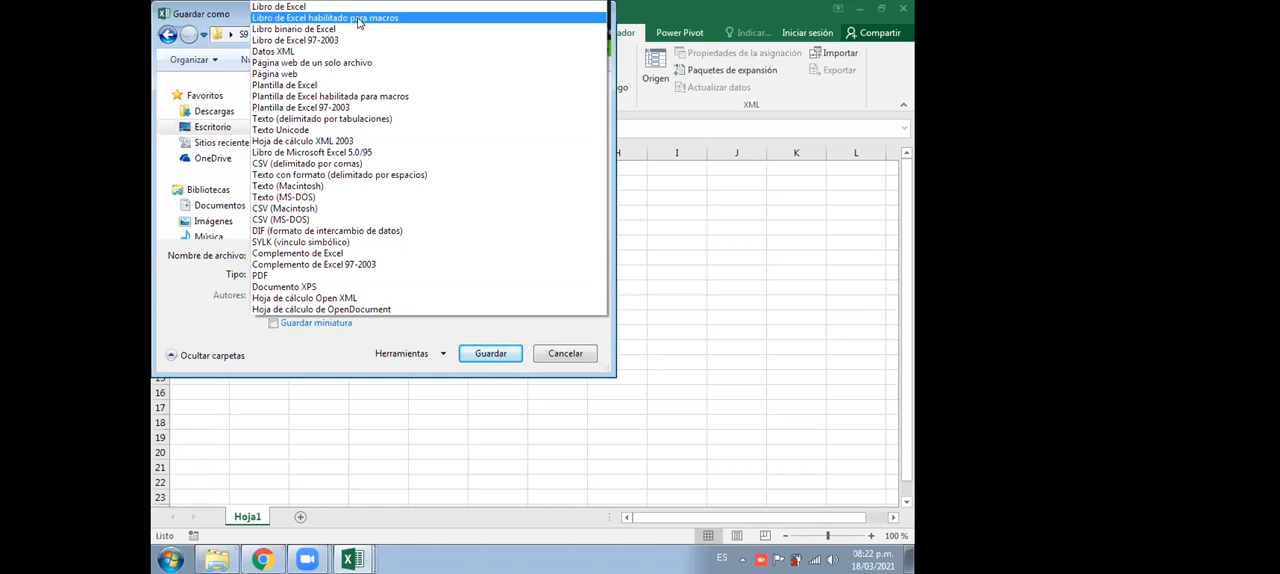 Guardar como
S9
Organizar
Nu
Favoritos
Descargas
Escritorio
Sitios reciente
OneDrive
Bibliotecas
Documentos
Imágenes
Música
Nombre de archivo:
Tipo:
Autores:
Libro de Excel
Libro de Excel habilitado para macros
Libro binario de Excel
Libro de Excel 97-2003
Datos XML
Página web de un solo archivo
Página web
Plantilla de Excel
Plantilla de Excel habilitada para macros
Plantilla de Excel 97-2003
Texto (delimitado por tabulaciones)
Texto Unicode
Hoja de cálculo XML 2003
Libro de Microsoft Excel 5.0/95
CSV (delimitado por comas)
Texto con formato (delimitado por espacios)
Texto (Macintosh)
Texto (MS-DOS)
CSV (Macintosh)
CSV (MS-DOS)
DIF (formato de intercambio de datos)
SYLK (vínculo simbólico)
Complemento de Excel
Complemento de Excel 97-2003
PDF
Documento XPS
Hoja de cálculo Open XML
Hoja de cálculo de OpenDocument
Guardar miniatura
Ocultar carpetas
Herramientas
Guardar
Cancelar
ador
Power Pivot
Indicar...
Iniciar sesión
Compartir
igo
Origen
Propiedades de la asignación
Paquetes de expansión
Actualizar datos
Importar
Exportar
XML
H I J K L
16
17
18
19
20
21
22
23
Hoja1
Listo
100 %
ES
08:22 p.m.
18/03/2021